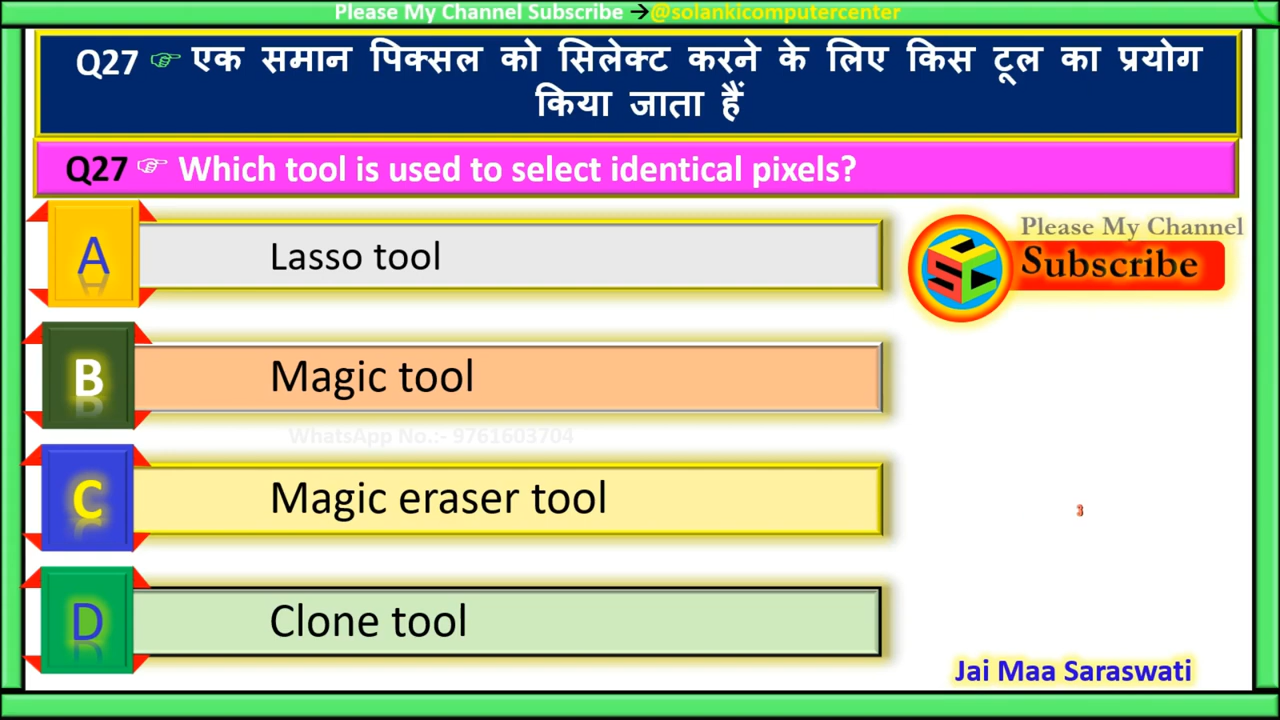 Please My Channel Subscribe →@solankicomputercenter
Q27 ☞ एक समान पिक्सल को सिलेक्ट करने के लिए किस टूल का प्रयोग
किया जाता हैं
Q27 ☞ Which tool is used to select identical pixels?
A Lasso tool
Please My Channel
Subscribe
SCC
B Magic tool
WhatsApp No.:- 9761603704
C Magic eraser tool
3
D Clone tool
Jai Maa Saraswati